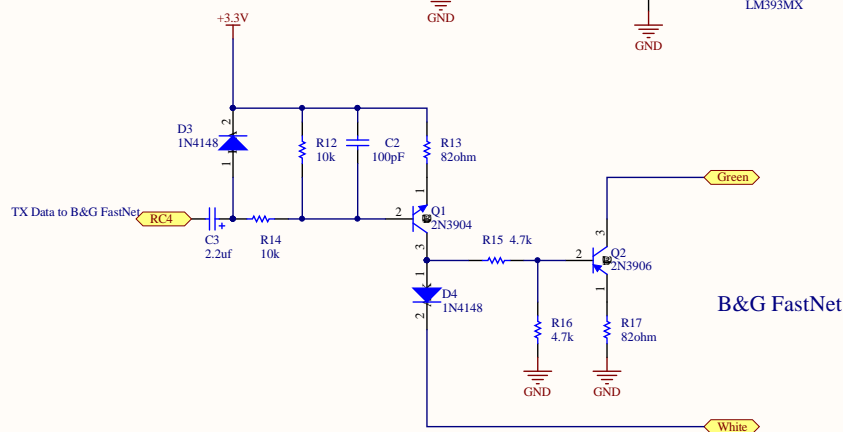 LM393MX
+3.3V
GND
GND
D3
1N4148
2
1
R12
10k
C2
100pF
R13
82ohm
1
TX Data to B&G FastNet
RC4
C3
2.2uf
+
R14
10k
2
Q1
2N3904
3
R15 4.7k
Green
3
2
Q2
2N3906
1
1
D4
1N4148
2
B&G FastNet
R16
4.7k
R17
82ohm
GND
GND
White